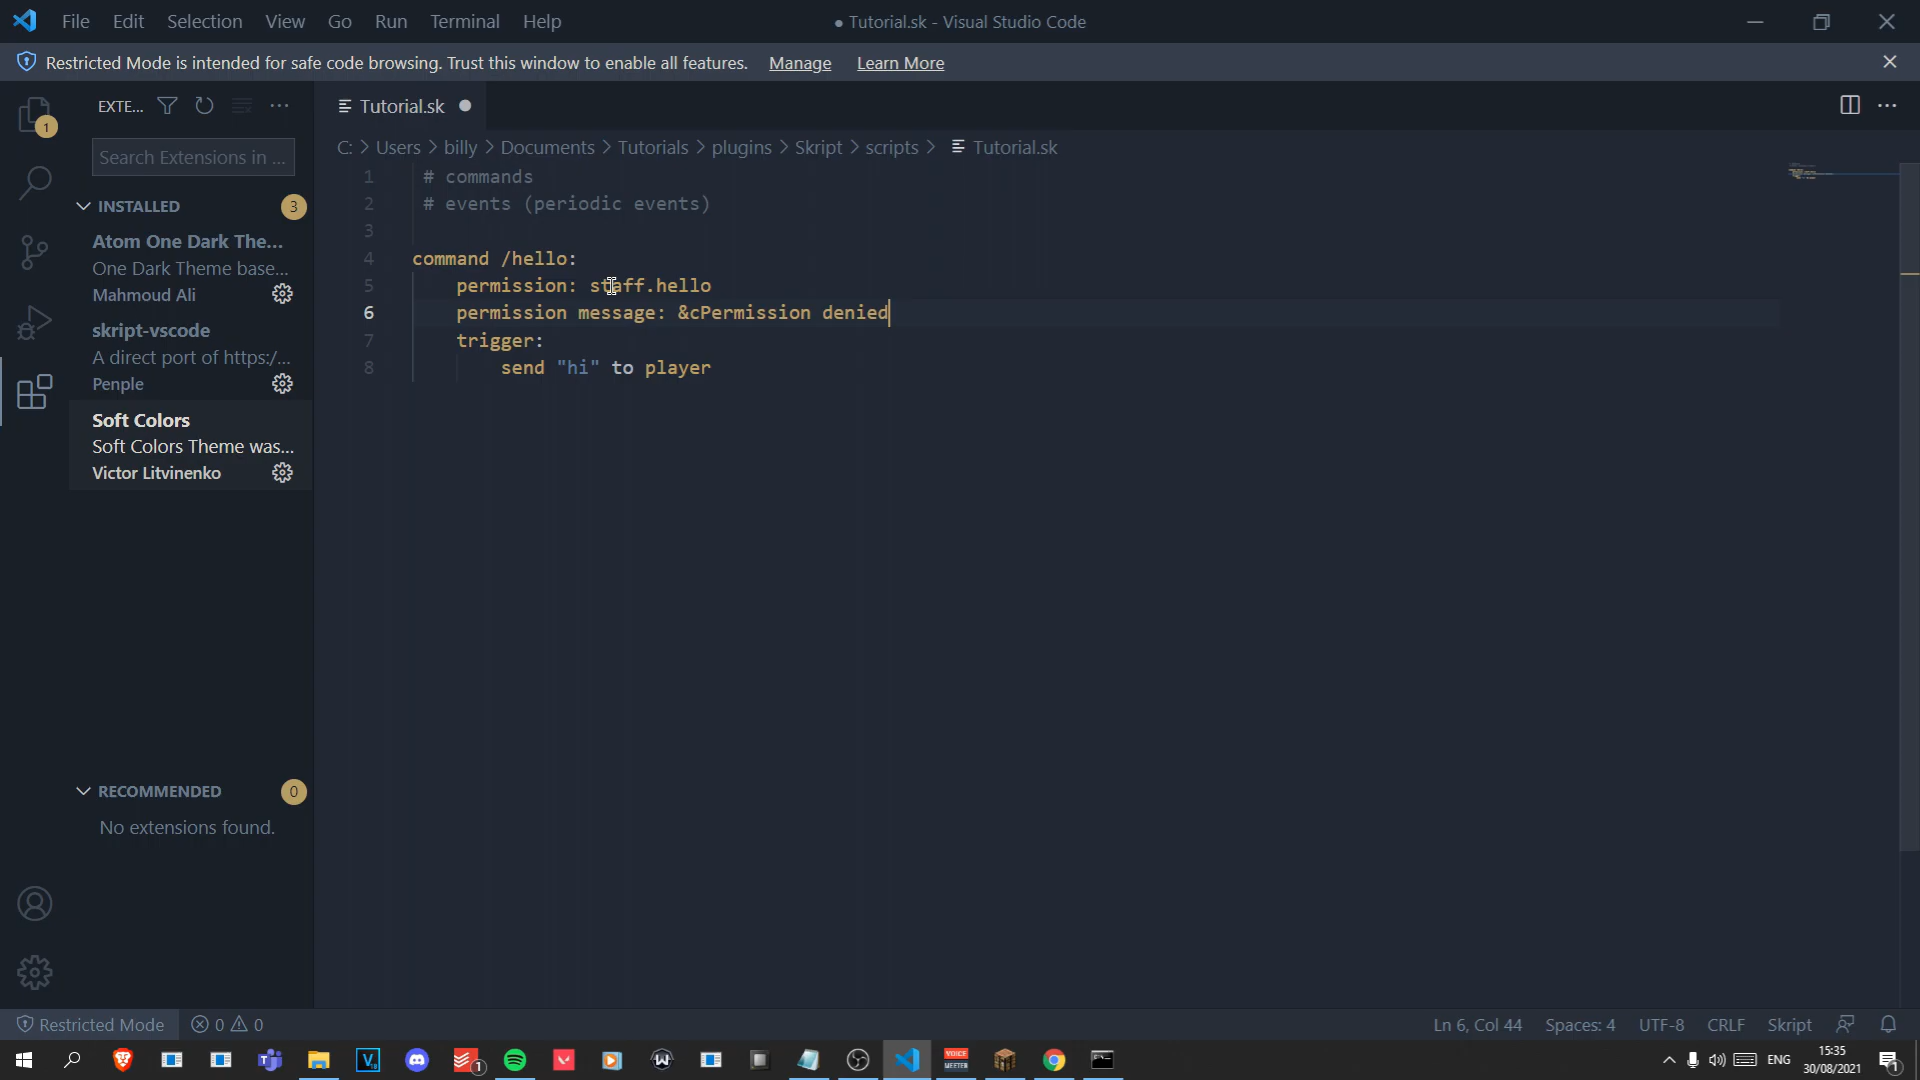 File Edit Selection View Go Run Terminal Help ● Tutorial.sk - Visual Studio Code
Restricted Mode is intended for safe code browsing. Trust this window to enable all features. Manage Learn More
EXTE...
Tutorial.sk
1
Search Extensions in ...
C: > Users > billy > Documents > Tutorials > plugins > Skript > scripts > Tutorial.sk
INSTALLED 3
Atom One Dark The...
One Dark Theme base...
Mahmoud Ali
skript-vscode
A direct port of https:/...
Penple
Soft Colors
Soft Colors Theme was...
Victor Litvinenko
RECOMMENDED 0
No extensions found.
1 # commands
2 # events (periodic events)
3
4 command /hello:
5 permission: staff.hello
6 permission message: &cPermission denied
7 trigger:
8 send "hi" to player
Restricted Mode 0 0 Ln 6, Col 44 Spaces: 4 UTF-8 CRLF Skript
1 VOICE MEETER ENG
15:35
30/08/2021
1